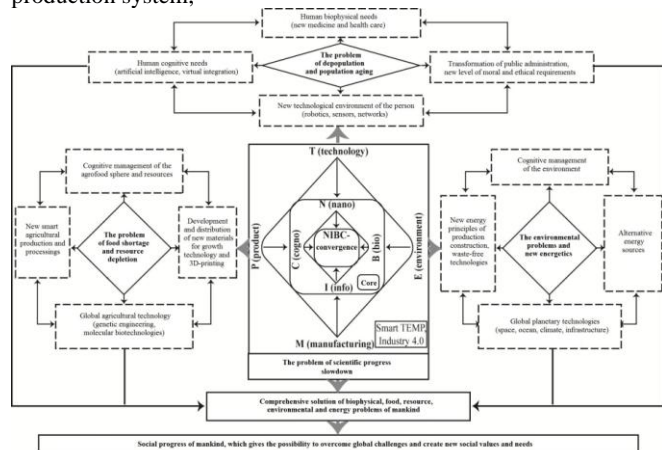 production system;
Human biophysical needs
(new medicine and health care)
Human cognitive needs
(artificial intelligence, virtual integration)
The problem
of depopulation
and population aging
Transformation of public administration,
new level of moral and ethical requirements
New technological environment of the person
(robotics, sensors, networks)
Cognitive management of the
agrofood sphere and resources
New smart
agricultural
production and
processings
The problem
of food shortage
and resource
depletion
Development
and distribution
of new materials
for growth
technology and
3D-printing
Global agricultural technology
(genetic engineering,
molecular biotechnologies)
T (technology)
P (product)
N (nano)
C (cogno)
NIBC-
convergence
B (bio)
I (info)
Core
E (environment)
M (manufacturing)
Smart TEMP,
Industry 4.0
The problem of scientific progress
slowdown
Cognitive management of
the environment
New energy
principles of
production
construction,
waste-free
technologies
The environmental
problems and
new energetics
Alternative
energy
sources
Global planetary technologies
(space, ocean, climate, infrastructure)
Comprehensive solution of biophysical, food, resource,
environmental and energy problems of mankind
Social progress of mankind, which gives the possibility to overcome global challenges and create new social values and needs